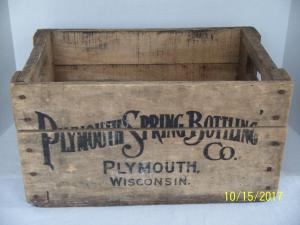 PLYMOUTH SPRING BOTTLING
CO.
PLYMOUTH,
WISCONSIN.
10/15/2017